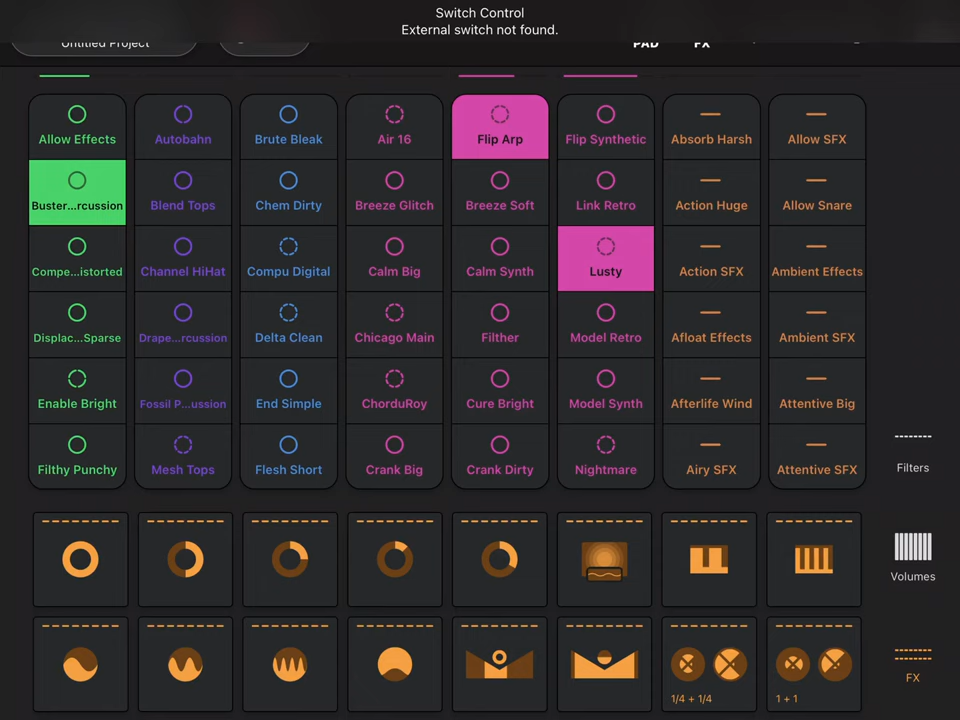 Switch Control
External switch not found.
Untitled Project
PAD
FX
Allow Effects
Autobahn
Brute Bleak
Air 16
Flip Arp
Flip Synthetic
Absorb Harsh
Allow SFX
Buster...rcussion
Blend Tops
Chem Dirty
Breeze Glitch
Breeze Soft
Link Retro
Action Huge
Allow Snare
Compe...istorted
Channel HiHat
Compu Digital
Calm Big
Calm Synth
Lusty
Action SFX
Ambient Effects
Displac...Sparse
Drape...rcussion
Delta Clean
Chicago Main
Filther
Model Retro
Afloat Effects
Ambient SFX
Enable Bright
Fossil P...ussion
End Simple
ChorduRoy
Cure Bright
Model Synth
Afterlife Wind
Attentive Big
Filthy Punchy
Mesh Tops
Flesh Short
Crank Big
Crank Dirty
Nightmare
Airy SFX
Attentive SFX
Filters
Volumes
FX
1/4 + 1/4
1 + 1